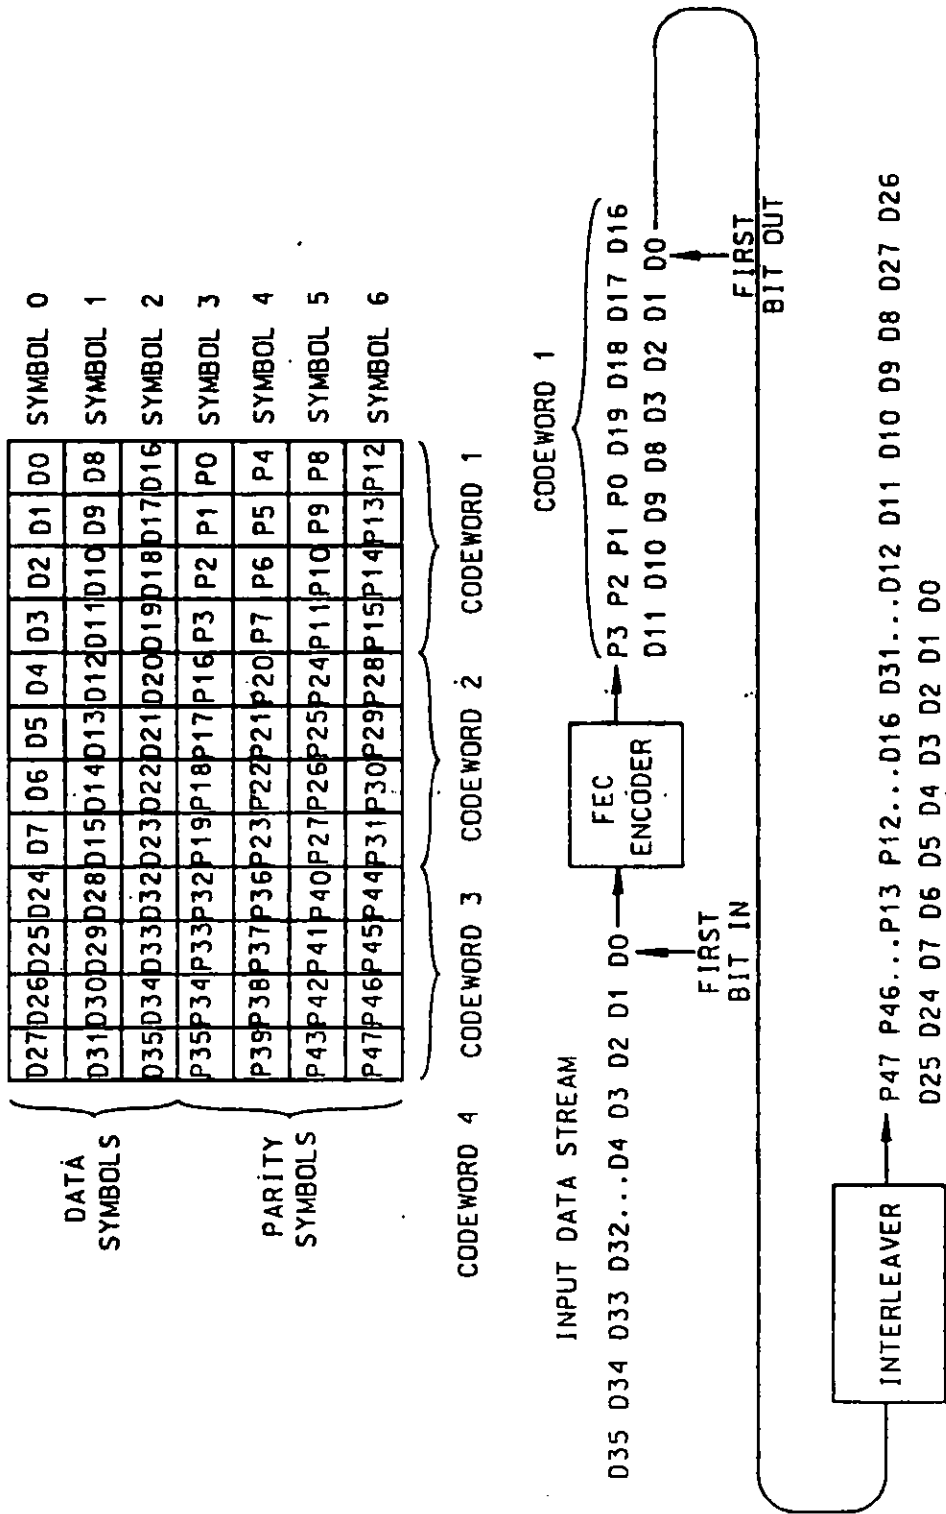 D27 D26 D25 D24 D7 D6 D5 D4 D3 D2 D1 D0 SYMBOL 0
D31 D30 D29 D28 D15 D14 D13 D12 D11 D10 D9 D8 SYMBOL 1
D35 D34 D33 D32 D23 D22 D21 D20 D19 D18 D17 D16 SYMBOL 2
P35 P34 P33 P32 P19 P18 P17 P16 P3 P2 P1 P0 SYMBOL 3
P39 P38 P37 P36 P23 P22 P21 P20 P7 P6 P5 P4 SYMBOL 4
P43 P42 P41 P40 P27 P26 P25 P24 P11 P10 P9 P8 SYMBOL 5
P47 P46 P45 P44 P31 P30 P29 P28 P15 P14 P13 P12 SYMBOL 6
DATA
SYMBOLS
PARITY
SYMBOLS
CODEWORD 4 CODEWORD 3 CODEWORD 2 CODEWORD 1
INPUT DATA STREAM
D35 D34 D33 D32...D4 D3 D2 D1 D0
FIRST
BIT IN
FEC
ENCODER
CODEWORD 1
P3 P2 P1 P0 D19 D18 D17 D16
D11 D10 D9 D8 D3 D2 D1 D0
FIRST
BIT OUT
INTERLEAVER
P47 P46...P13 P12...D16 D31...D12 D11 D10 D9 D8 D27 D26
D25 D24 D7 D6 D5 D4 D3 D2 D1 D0